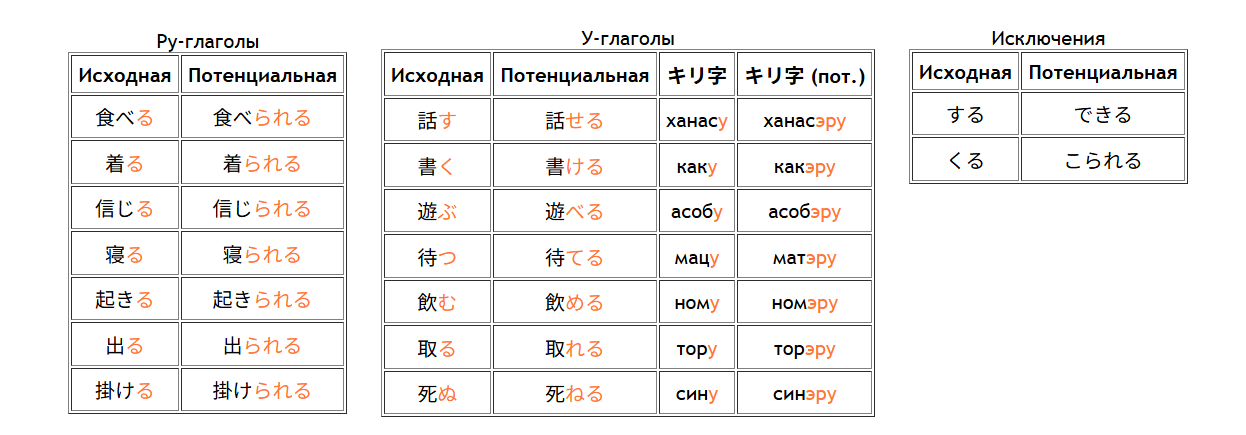 Ру-глаголы
Исходная Потенциальная
食べる 食べられる
着る 着られる
信じる 信じられる
寝る 寝られる
起きる 起きられる
出る 出られる
掛ける 掛けられる
У-глаголы
Исходная Потенциальная キリ字 キリ字 (пот.)
話す 話せる ханасу ханасэру
書く 書ける каку какэру
遊ぶ 遊べる асобу асобэру
待つ 待てる мацу матэру
飲む 飲める ному номэру
取る 取れる тору торэру
死ぬ 死ねる сину синэру
Исключения
Исходная Потенциальная
する できる
くる こられる